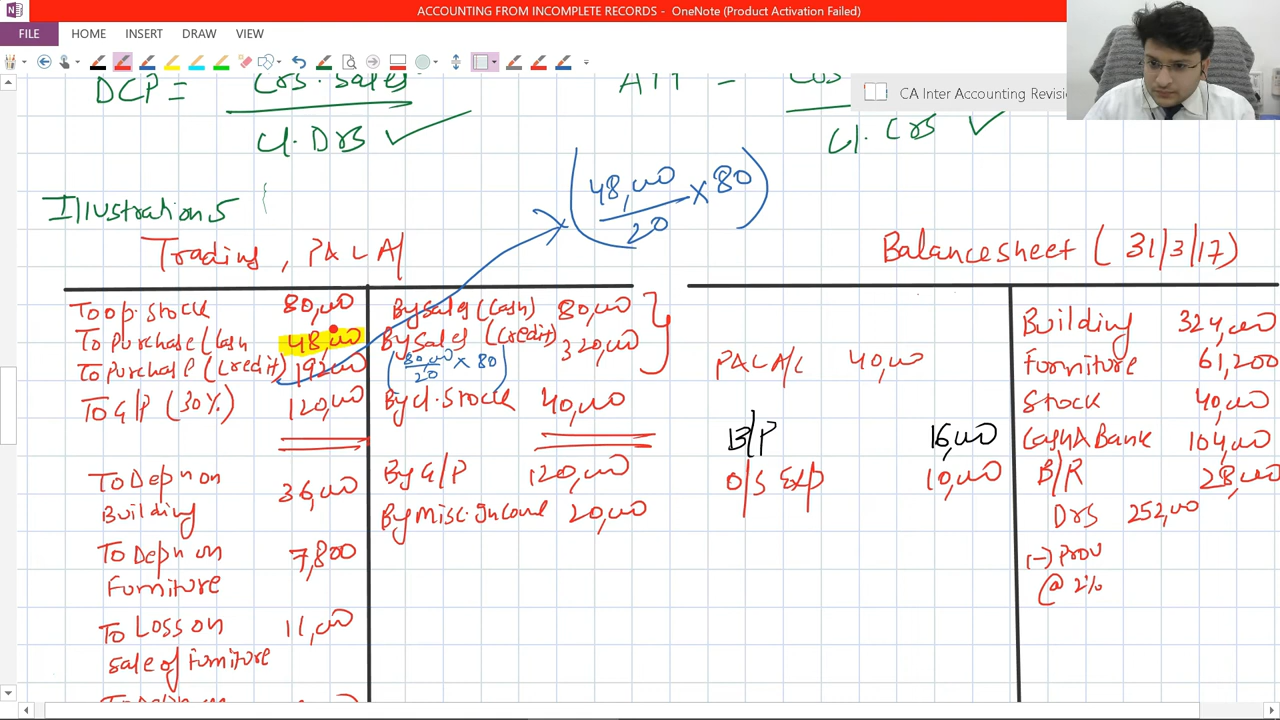 ACCOUNTING FROM INCOMPLETE RECORDS - OneNote (Product Activation Failed)
FILE HOME INSERT DRAW VIEW
DCP = Crs. Sales
Cl. Drs
ATP =
Cl. Crs
CA Inter Accounting Revisi
(48,000 / 20 × 80)
Illustration 5
Trading, P&L A/
To op. stock 80,000
To Purchase (Cash 48,000
To Purchase (Credit) 192,000
To G/P (30%) 120,000
To Depn on Building 36,000
To Depn on Furniture 7,800
To Loss on Sale of Furniture 11,000
By Sales (Cash) 80,000
By Sales (Credit) 320,000
(80,000 / 20 × 80)
By cl. Stock 40,000
By G/P 120,000
By Misc. Income 20,000
Balance sheet ( 31/3/17)
P&L A/c 40,000
B/P 16,000
O/S Exp 10,000
Building 324,000
Furniture 61,200
Stock 40,000
Cash & Bank 104,000
B/R 28,000
Drs 252,000
(-) Prov
@ 2%